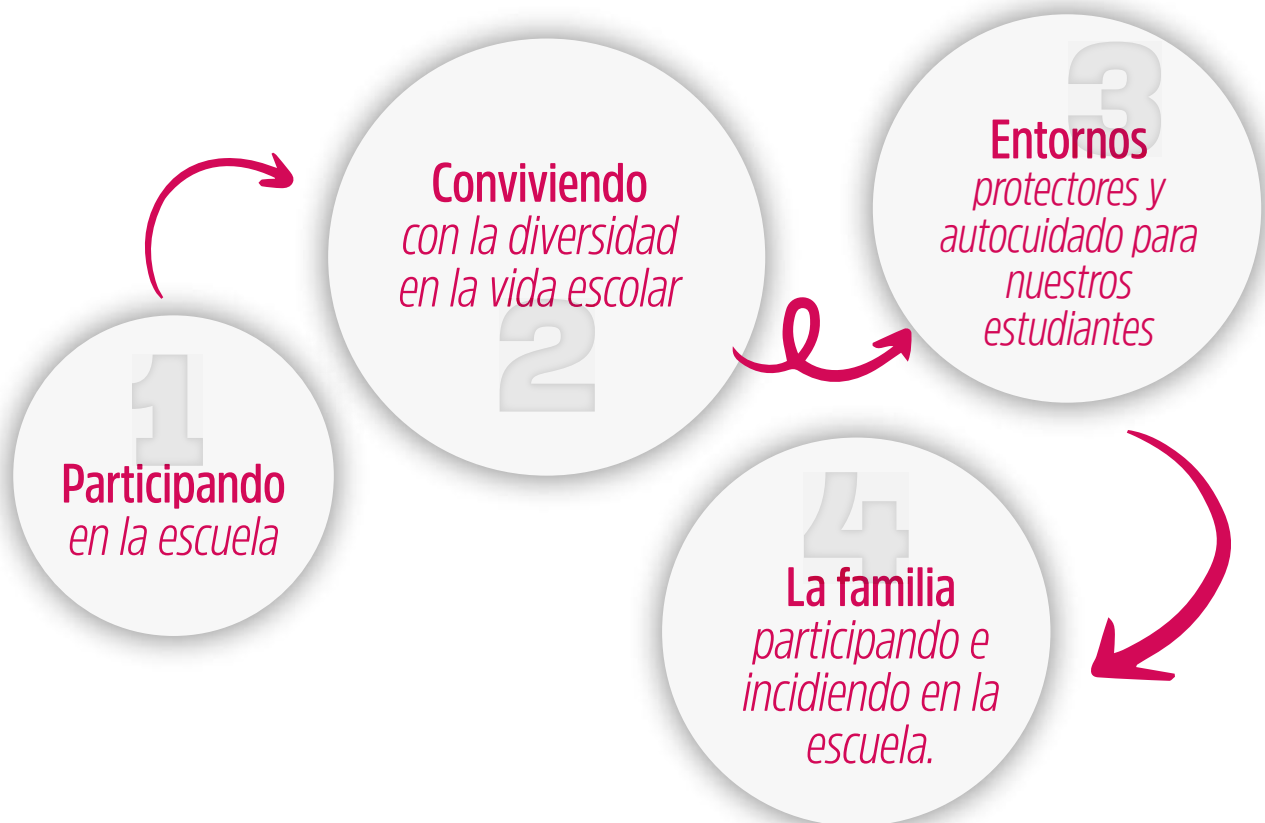 1
Participando
en la escuela
Conviviendo
con la diversidad
en la vida escolar
2
3
Entornos
protectores y
autocuidado para
nuestros
estudiantes
4
La familia
participando e
incidiendo en la
escuela.